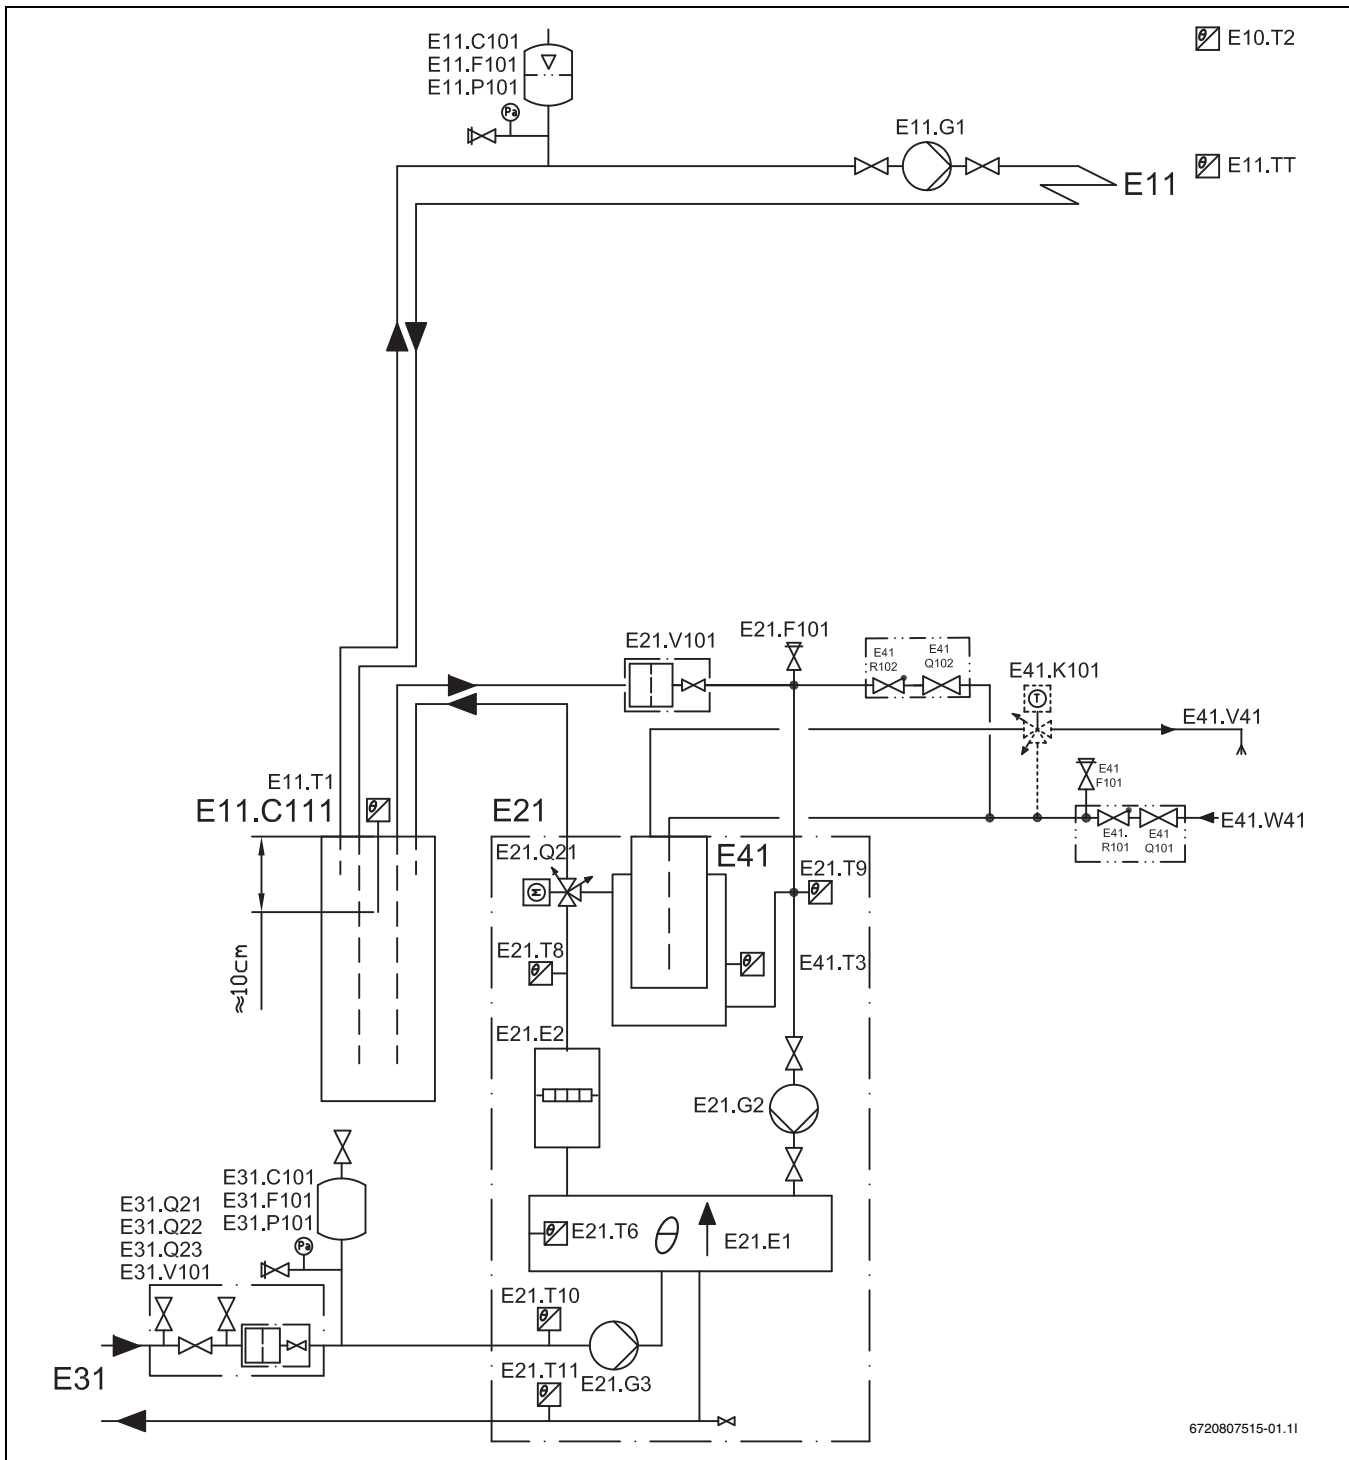 E11.C101
E11.F101
E11.P101
Pa
θ E10.T2
E11.G1
θ E11.TT
E11
E21.V101
E21.F101
E41
R102
E41
Q102
E41.K101
T
E41.V41
E11.T1
E11.C111
θ
E21
E41
F101
E41.
R101
E41
Q101
E41.W41
E21.Q21
M
E41
E21.T9
θ
≈10cm
E21.T8
θ
θ
E41.T3
E21.E2
E21.G2
E31.C101
E31.F101
E31.P101
E31.Q21
E31.Q22
E31.Q23
E31.V101
Pa
θ E21.T6
θ
E21.E1
E21.T10
θ
E31
E21.T11
θ
E21.G3
6720807515-01.1I